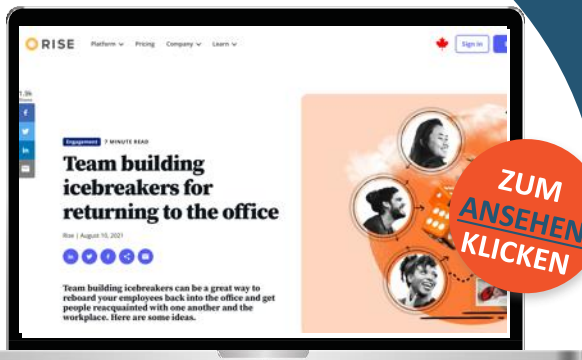 RISE Platform Pricing Company Learn Sign In
1.9k
Engagement 7 MINUTE READ
Team building
icebreakers for
returning to the office
Rise | August 10, 2021
Team building icebreakers can be a great way to
reboard your employees back into the office and get
people reacquainted with one another and the
workplace. Here are some ideas.
ZUM
ANSEHEN
KLICKEN